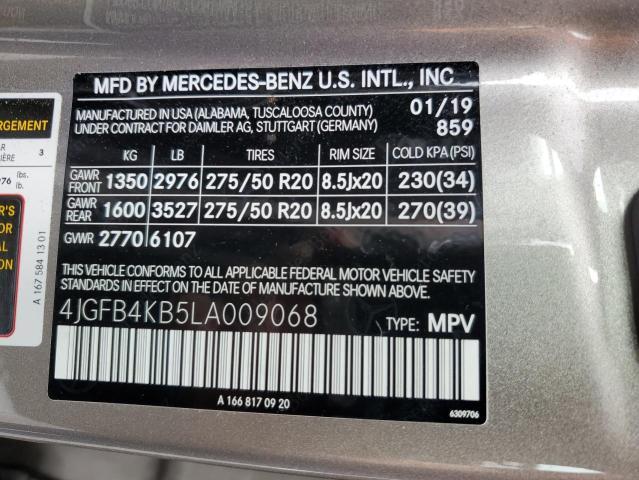 MFD BY MERCEDES-BENZ U.S. INTL., INC
MANUFACTURED IN USA (ALABAMA, TUSCALOOSA COUNTY) 01/19
UNDER CONTRACT FOR DAIMLER AG, STUTTGART (GERMANY) 859
KG LB TIRES RIM SIZE COLD KPA(PSI)
GAWR FRONT 1350 2976 275/50 R20 8.5Jx20 230(34)
GAWR REAR 1600 3527 275/50 R20 8.5Jx20 270(39)
GVWR 2770 6107
THIS VEHICLE CONFORMS TO ALL APPLICABLE FEDERAL MOTOR VEHICLE SAFETY
STANDARDS IN EFFECT ON THE DATE OF MANUFACTURE SHOWN ABOVE.
4JGFB4KB5LA009068 TYPE: MPV
A 166 817 09 20
6309706
3
lbs.
lb.
A 167 584 13 01